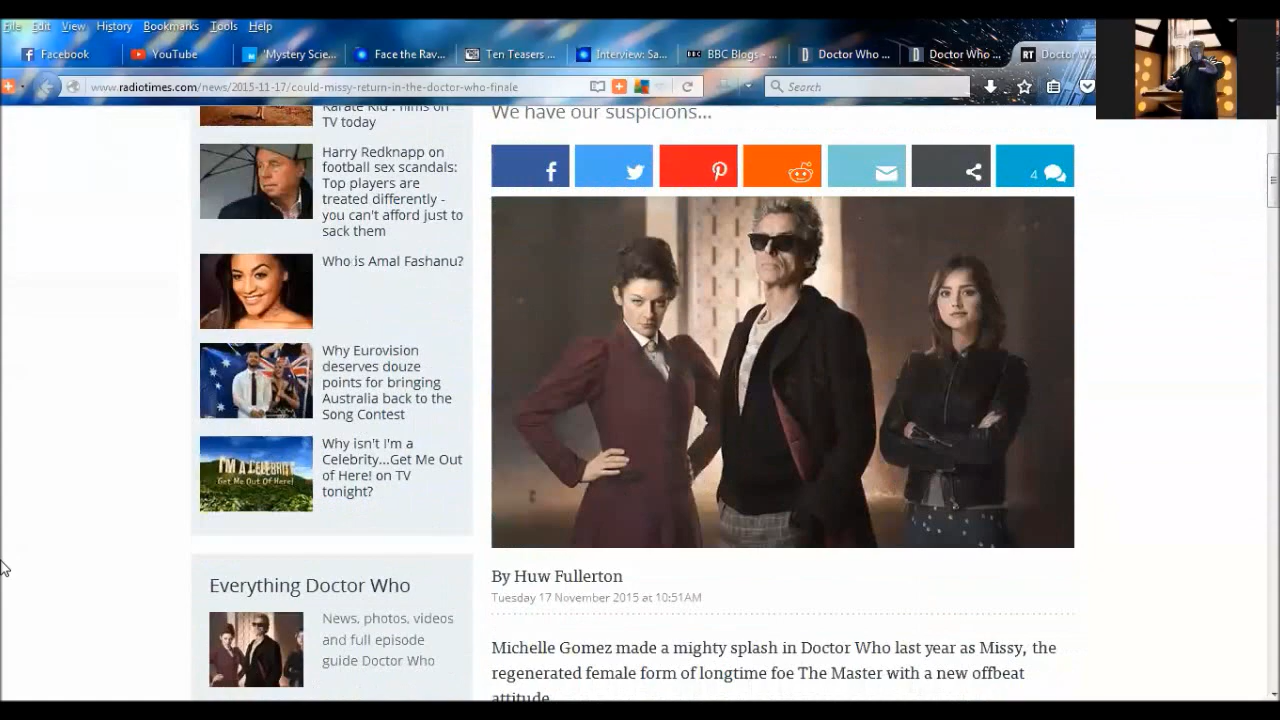 File Edit View History Bookmarks Tools Help
Facebook YouTube 'Mystery Scie... Face the Rav... Ten Teasers ... Interview: Sa... BBC Blogs - ... Doctor Who ... Doctor Who ... Doctor W
www.radiotimes.com/news/2015-11-17/could-missy-return-in-the-doctor-who-finale Search
Karate Kid': films on
TV today
Harry Redknapp on
football sex scandals:
Top players are
treated differently -
you can't afford just to
sack them
Who is Amal Fashanu?
Why Eurovision
deserves douze
points for bringing
Australia back to the
Song Contest
I'M A CELEBRITY
Get Me Out Of Here!
Why isn't I'm a
Celebrity...Get Me Out
of Here! on TV
tonight?
Everything Doctor Who
News, photos, videos
and full episode
guide Doctor Who
We have our suspicions...
4
By Huw Fullerton
Tuesday 17 November 2015 at 10:51AM
Michelle Gomez made a mighty splash in Doctor Who last year as Missy, the
regenerated female form of longtime foe The Master with a new offbeat
attitude.